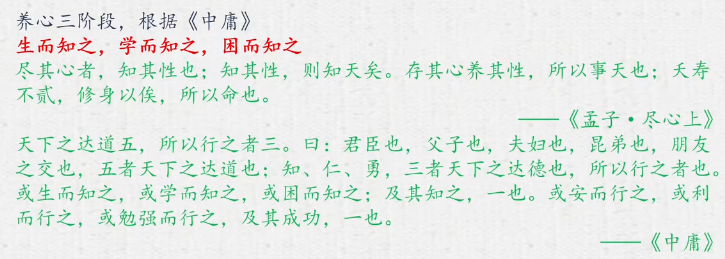 养心三阶段，根据《中庸》
生而知之，学而知之，困而知之
尽其心者，知其性也；知其性，则知天矣。存其心养其性，所以事天也；夭寿
不贰，修身以俟，所以命也。
——《孟子·尽心上》
天下之达道五，所以行之者三。曰：君臣也，父子也，夫妇也，昆弟也，朋友
之交也，五者天下之达道也；知、仁、勇，三者天下之达德也，所以行之者也。
或生而知之，或学而知之，或困而知之；及其知之，一也。或安而行之，或利
而行之，或勉强而行之，及其成功，一也。
——《中庸》